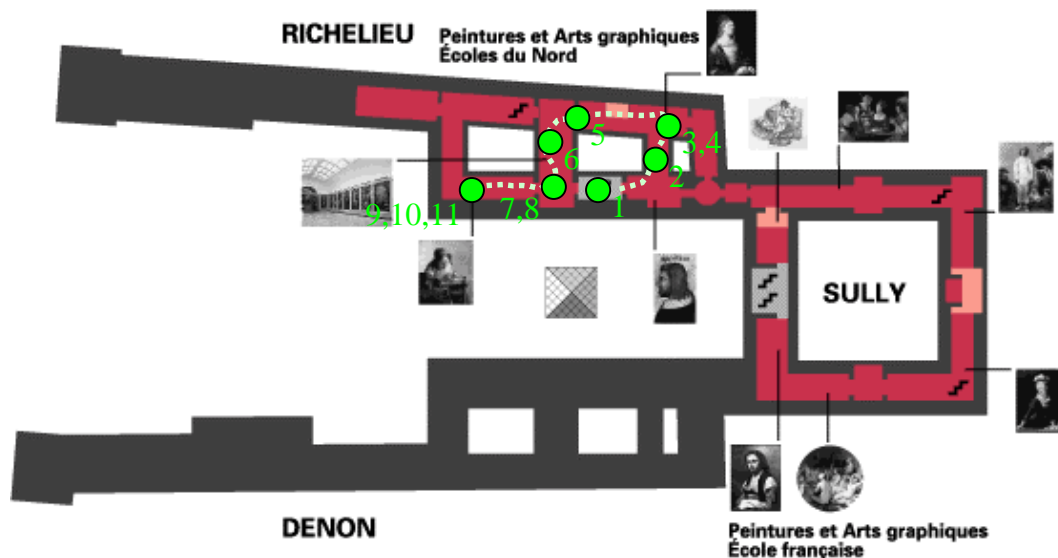 RICHELIEU
Peintures et Arts graphiques
Écoles du Nord
5
3,4
6
2
9,10,11
7,8
1
SULLY
DENON
Peintures et Arts graphiques
École française